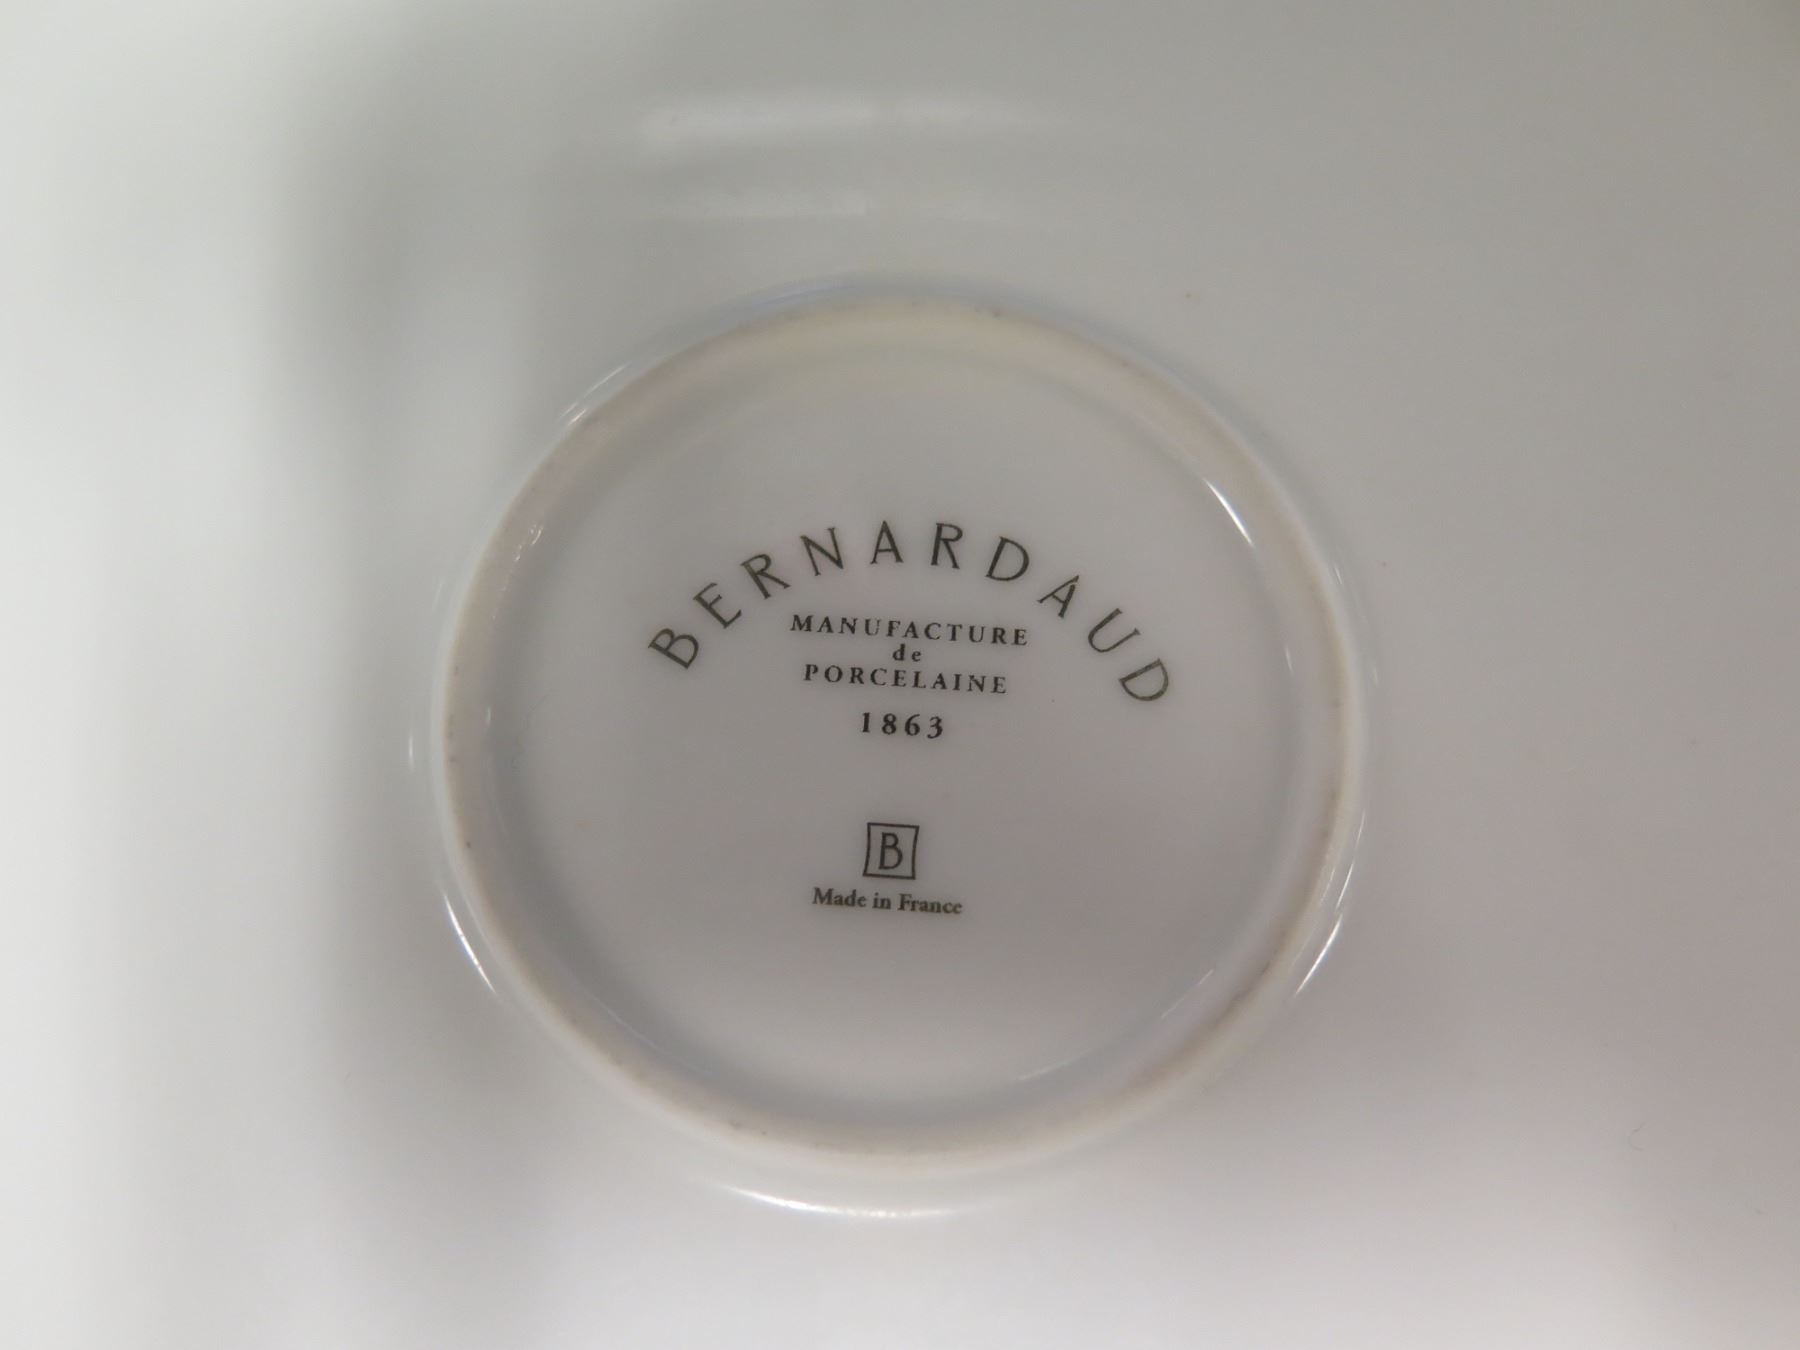 BERNARDAUD
MANUFACTURE
de
PORCELAINE
1863
B
Made in France